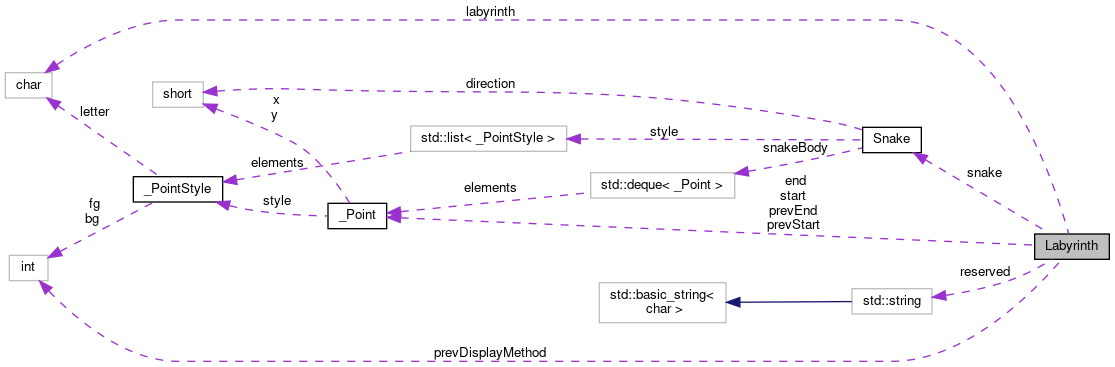 labyrinth
char
short
direction
x
y
letter
std::list< _PointStyle >
style
Snake
snakeBody
elements
_PointStyle
std::deque< _Point >
snake
fg
bg
style
elements
_Point
end
start
prevEnd
prevStart
Labyrinth
int
reserved
std::basic_string<
char >
std::string
prevDisplayMethod